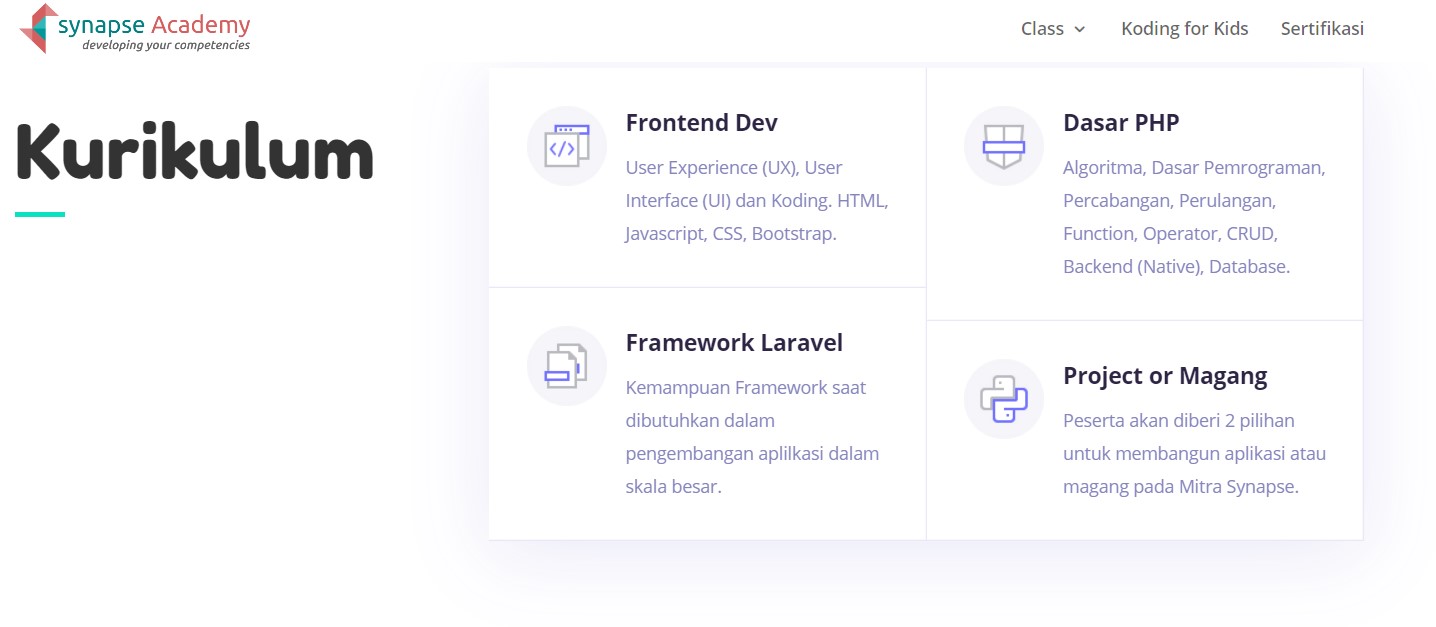 synapse Academy
developing your competencies
Class
Koding for Kids
Sertifikasi
Kurikulum
Frontend Dev
User Experience (UX), User
Interface (UI) dan Koding. HTML,
Javascript, CSS, Bootstrap.
Dasar PHP
Algoritma, Dasar Pemrograman,
Percabangan, Perulangan,
Function, Operator, CRUD,
Backend (Native), Database.
Framework Laravel
Kemampuan Framework saat
dibutuhkan dalam
pengembangan aplilkasi dalam
skala besar.
Project or Magang
Peserta akan diberi 2 pilihan
untuk membangun aplikasi atau
magang pada Mitra Synapse.